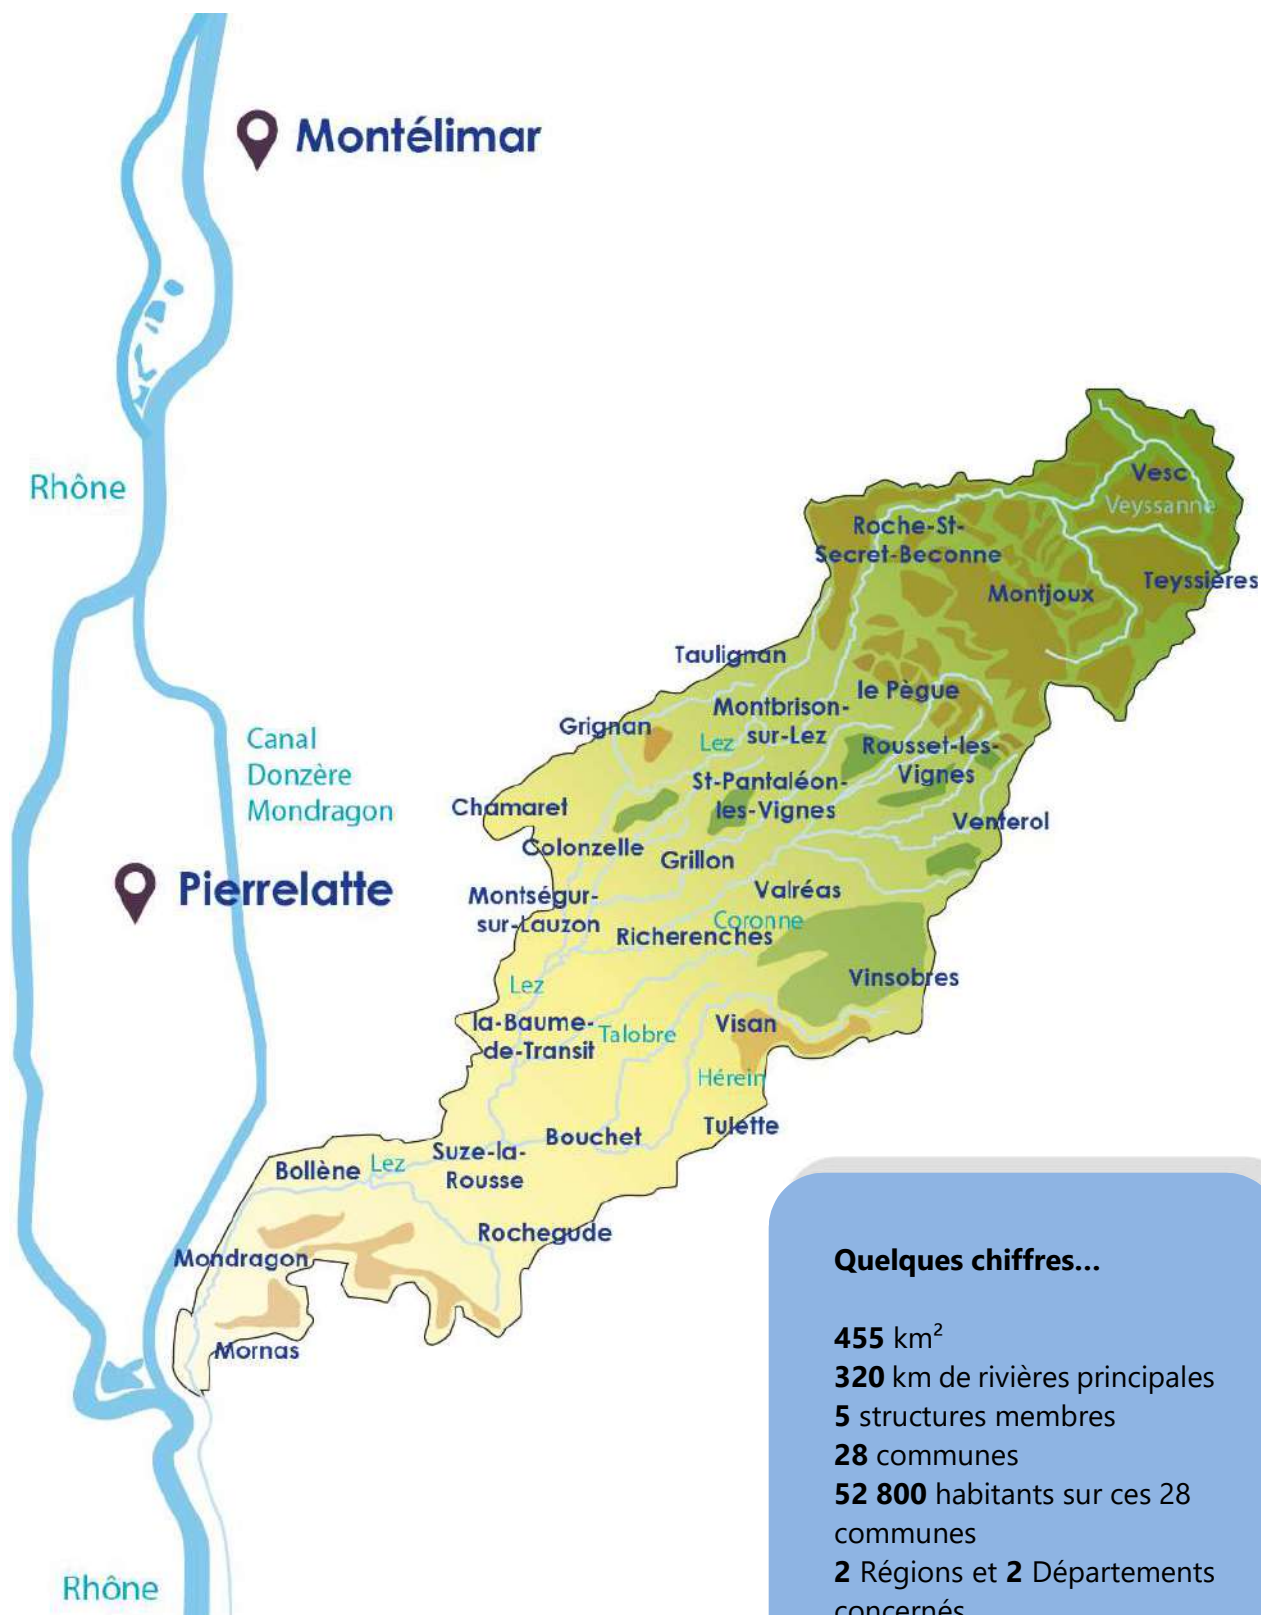 Montélimar
Rhône
Vesc
Veyssanne
Roche-St-
Secret-Beconne
Montjoux
Teyssières
Taulignan
le Pègue
Montbrison-
sur-Lez
Grignan
Lez
Rousset-les-
Vignes
Canal
Donzère
Mondragon
St-Pantaléon-
les-Vignes
Chamaret
Venterol
Colonzelle
Grillon
Pierrelatte
Valréas
Montségur-
sur-Lauzon
Coronne
Richerenches
Vinsobres
Lez
la-Baume-
de-Transit
Talobre
Visan
Hérein
Tulette
Bouchet
Suze-la-
Rousse
Bollène
Lez
Rochegude
Mondragon
Mornas
Rhône
Quelques chiffres...
455 km²
320 km de rivières principales
5 structures membres
28 communes
52 800 habitants sur ces 28
communes
2 Régions et 2 Départements
concernés